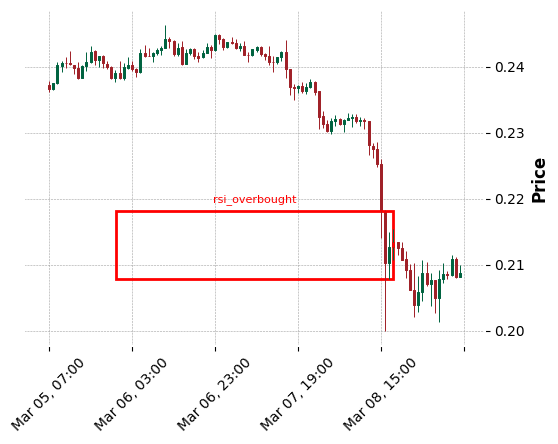 0.24
0.23
rsi_overbought
0.22
0.21
0.20
Price
Mar 05, 07:00
Mar 06, 03:00
Mar 06, 23:00
Mar 07, 19:00
Mar 08, 15:00